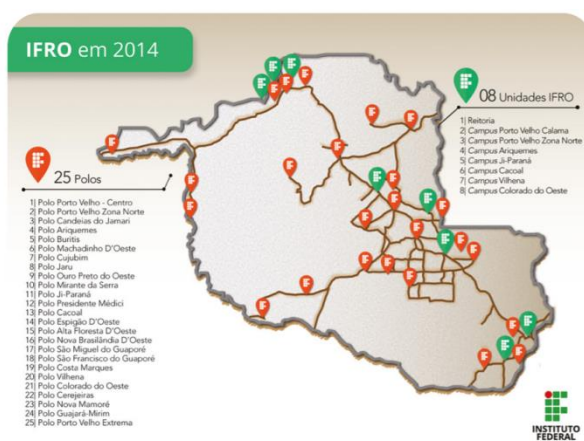 IFRO em 2014
08 Unidades IFRO
1| Reitoria
2| Campus Porto Velho Calama
3| Campus Porto Velho Zona Norte
4| Campus Ariquemes
5| Campus Ji-Paraná
6| Campus Cacoal
7| Campus Vilhena
8| Campus Colorado do Oeste
25 Polos
1| Polo Porto Velho - Centro
2| Polo Porto Velho Zona Norte
3| Polo Candeias do Jamari
4| Polo Ariquemes
5| Polo Buritis
6| Polo Machadinho D'Oeste
7| Polo Cujubim
8| Polo Jaru
9| Polo Ouro Preto do Oeste
10| Polo Mirante da Serra
11| Polo Ji-Paraná
12| Polo Presidente Médici
13| Polo Cacoal
14| Polo Espigão D'Oeste
15| Polo Alta Floresta D'Oeste
16| Polo Nova Brasilândia D'Oeste
17| Polo São Miguel do Guaporé
18| Polo São Francisco do Guaporé
19| Polo Costa Marques
20| Polo Vilhena
21| Polo Colorado do Oeste
22| Polo Cerejeiras
23| Polo Nova Mamoré
24| Polo Guajará-Mirim
25| Polo Porto Velho Extrema
INSTITUTO
FEDERAL